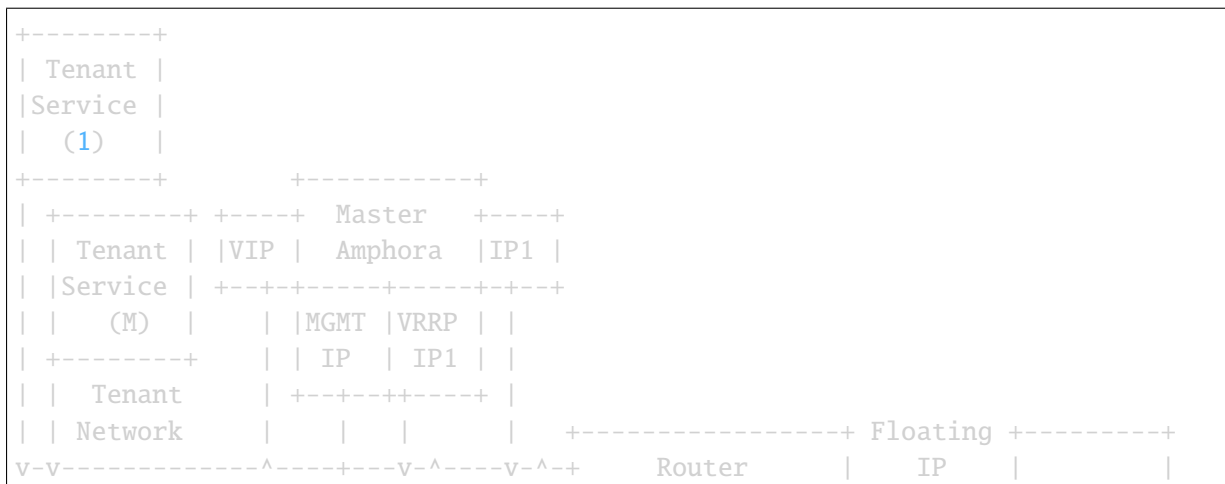 +--------+
| Tenant |
|Service |
|  (1)   |
+--------+        +-----------+
| +--------+ +----+  Master   +----+
| | Tenant | |VIP |  Amphora  |IP1 |
| |Service | +--+-+-----+-----+-+--+
| |   (M)  |    | |MGMT |VRRP | |
| +--------+    | | IP  | IP1 | |
| |  Tenant     | +--+--++----+ |
| | Network     |    |   |      |   +-----------------+ Floating +---------+
v-v-------------^----+---v-^----v-^-+     Router      |    IP    |         |